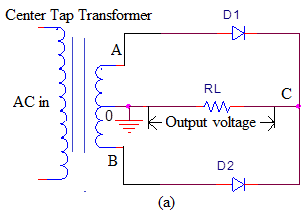 Center Tap Transformer
D1
A
RL
C
AC in
0
Output voltage
B
D2
(a)